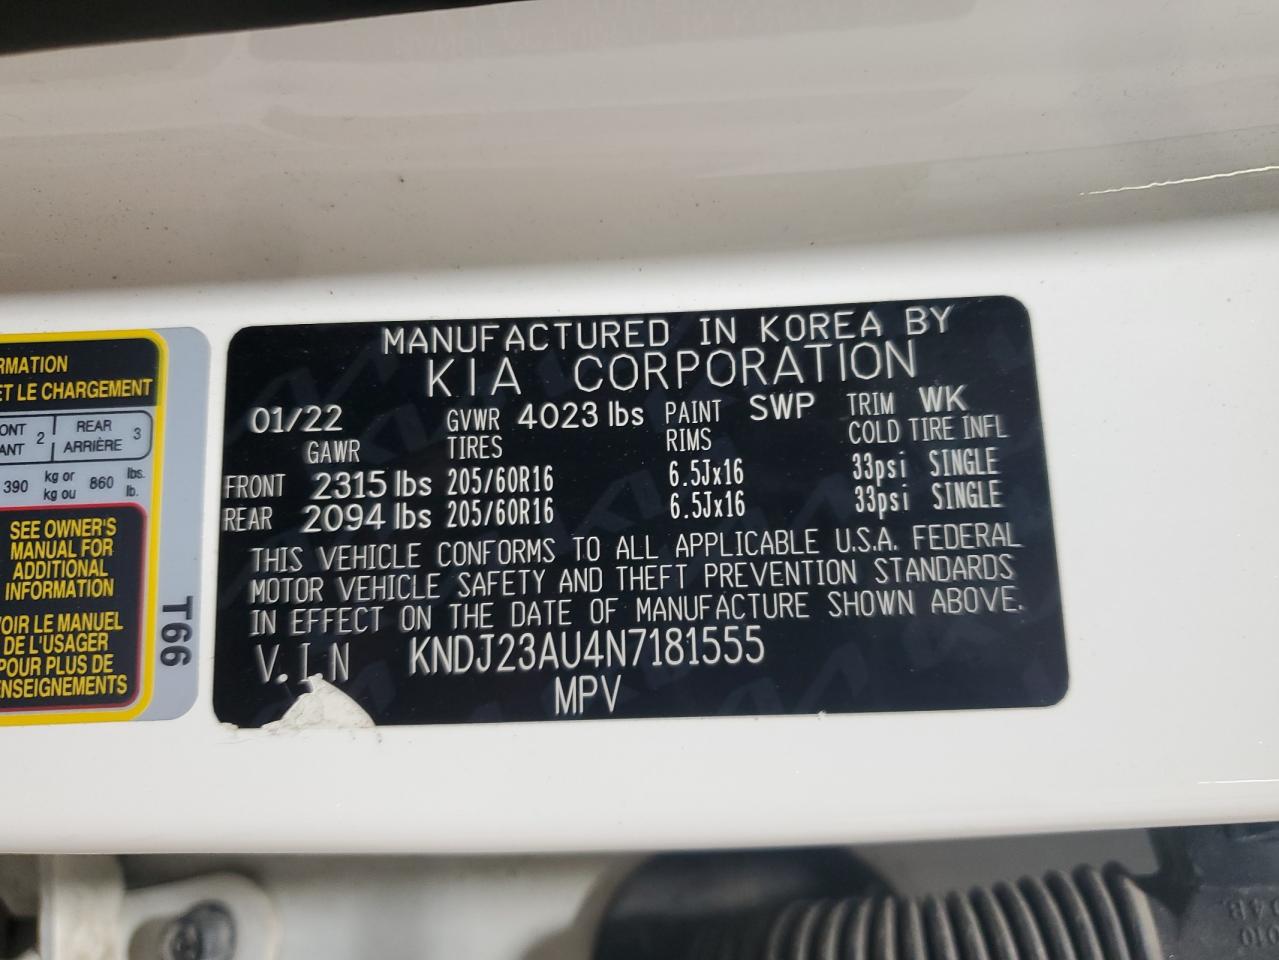 MANUFACTURED IN KOREA BY
KIA CORPORATION
01/22 GVWR 4023 lbs PAINT SWP TRIM WK
GAWR TIRES RIMS COLD TIRE INFL
FRONT 2315 lbs 205/60R16 6.5Jx16 33psi SINGLE
REAR 2094 lbs 205/60R16 6.5Jx16 33psi SINGLE
THIS VEHICLE CONFORMS TO ALL APPLICABLE U.S.A. FEDERAL
MOTOR VEHICLE SAFETY AND THEFT PREVENTION STANDARDS
IN EFFECT ON THE DATE OF MANUFACTURE SHOWN ABOVE.
V.I.N KNDJ23AU4N7181555
MPV
RMATION
ET LE CHARGEMENT
ONT
ANT 2
REAR
ARRIÈRE 3
390 kg or
kg ou 860 lbs.
lb.
SEE OWNER'S
MANUAL FOR
ADDITIONAL
INFORMATION
OIR LE MANUEL
DE L'USAGER
POUR PLUS DE
ENSEIGNEMENTS
T66